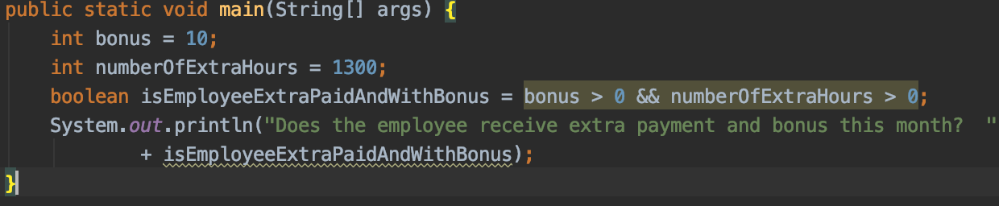 public static void main(String[] args) {
    int bonus = 10;
    int numberOfExtraHours = 1300;
    boolean isEmployeeExtraPaidAndWithBonus = bonus > 0 && numberOfExtraHours > 0;
    System.out.println("Does the employee receive extra payment and bonus this month?  "
            + isEmployeeExtraPaidAndWithBonus);
}